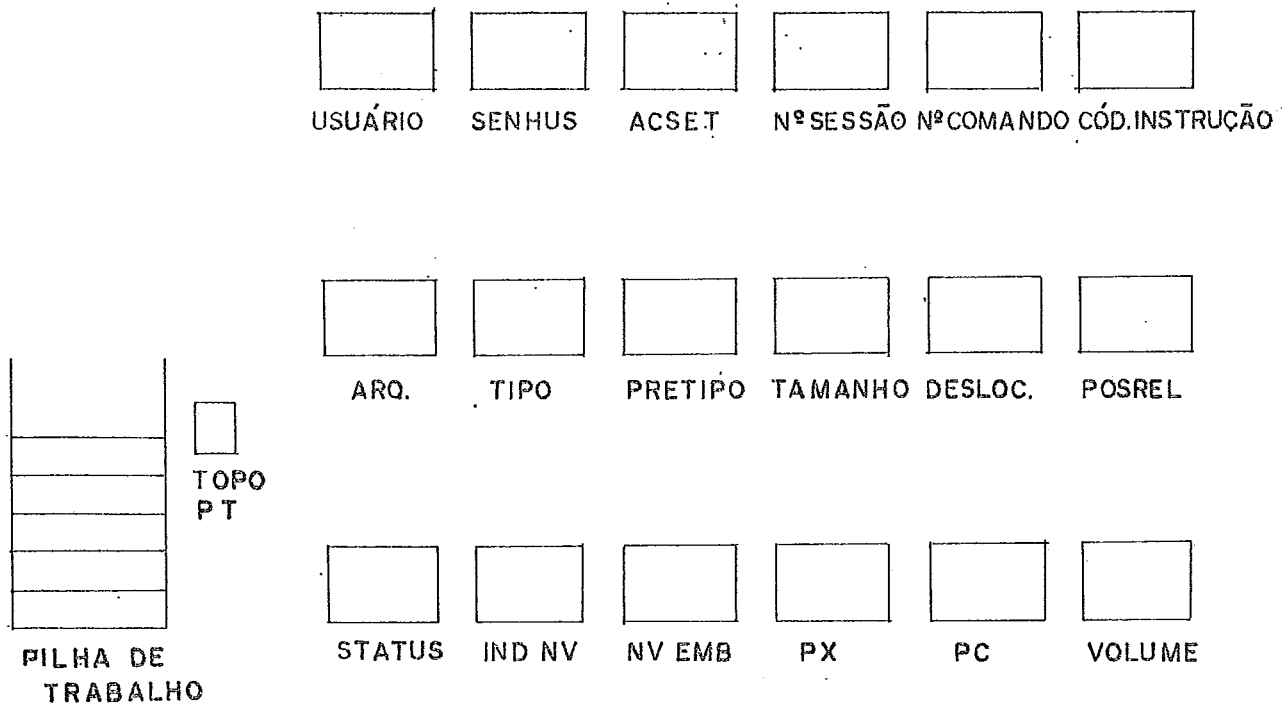 USUÁRIO SENHUS ACSET Nº SESSÃO Nº COMANDO CÓD.INSTRUÇÃO
ARQ. TIPO PRETIPO TAMANHO DESLOC. POSREL
TOPO
PT
STATUS IND NV NV EMB PX PC VOLUME
PILHA DE
TRABALHO